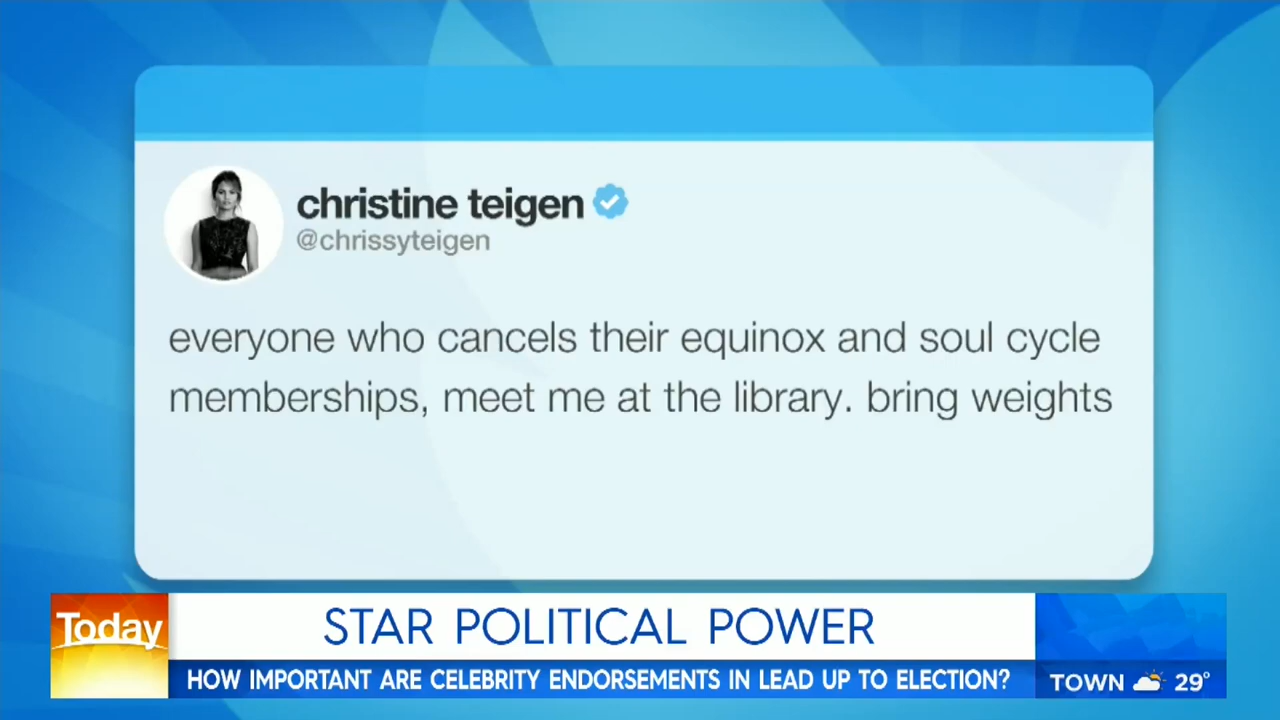 christine teigen
@chrissyteigen
everyone who cancels their equinox and soul cycle
memberships, meet me at the library. bring weights
Today
STAR POLITICAL POWER
HOW IMPORTANT ARE CELEBRITY ENDORSEMENTS IN LEAD UP TO ELECTION?
TOWN 29°